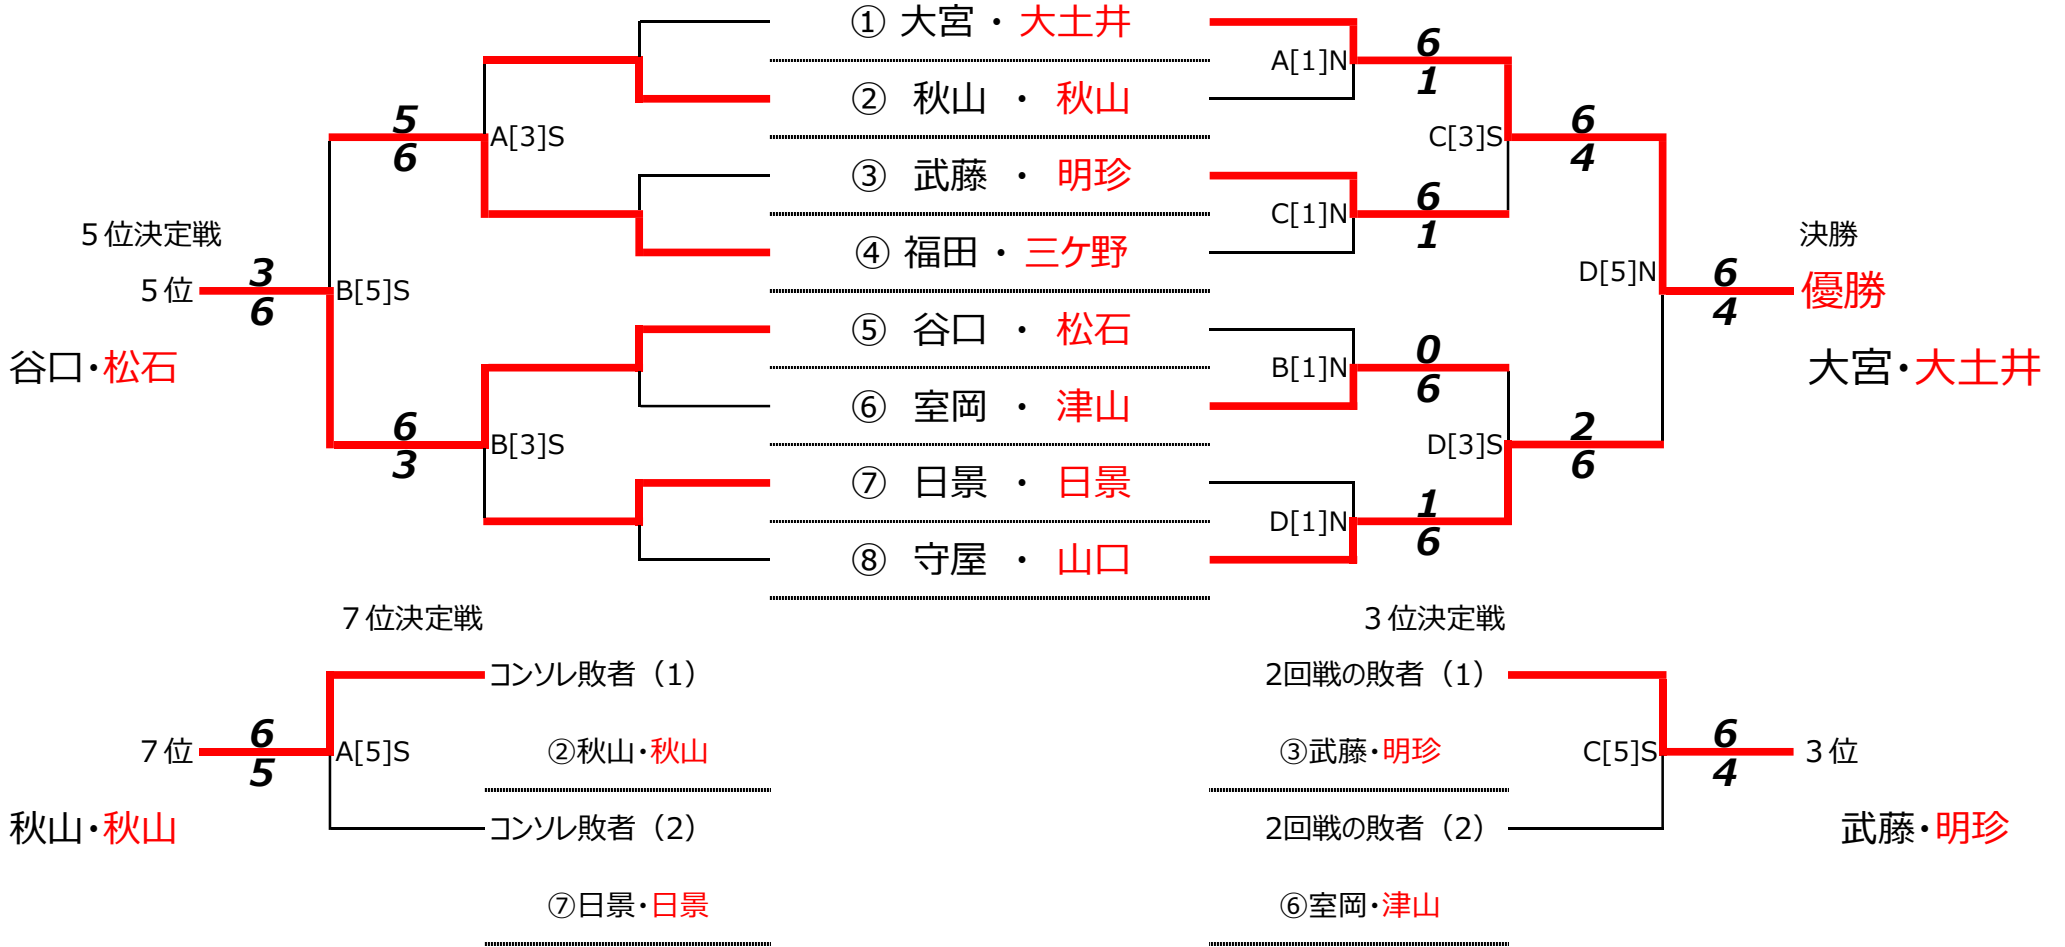 ① 大宮 ・ 大土井
A[1]N
6
1
② 秋山 ・ 秋山
5
6
A[3]S
C[3]S
6
4
③ 武藤 ・ 明珍
C[1]N
6
1
5位決定戦
④ 福田 ・ 三ケ野
決勝
5位
3
6
B[5]S
D[5]N
6
4
優勝
⑤ 谷口 ・ 松石
谷口・松石
B[1]N
0
6
大宮・大土井
⑥ 室岡 ・ 津山
6
3
B[3]S
D[3]S
2
6
⑦ 日景 ・ 日景
D[1]N
1
6
⑧ 守屋 ・ 山口
7位決定戦
3位決定戦
コンソレ敗者(1)
2回戦の敗者(1)
7位
6
5
A[5]S
②秋山・秋山
③武藤・明珍
C[5]S
6
4
3位
秋山・秋山
コンソレ敗者(2)
2回戦の敗者(2)
武藤・明珍
⑦日景・日景
⑥室岡・津山